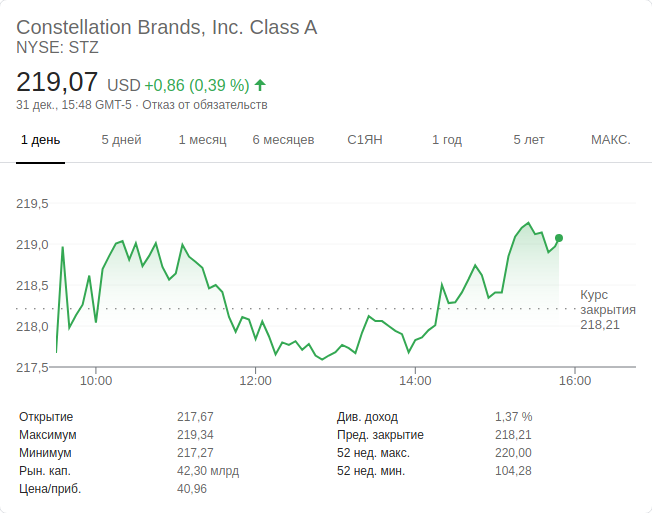 Constellation Brands, Inc. Class A
NYSE: STZ
219,07 USD +0,86 (0,39 %)
31 дек., 15:48 GMT-5 · Отказ от обязательств
1 день 5 дней 1 месяц 6 месяцев С1ЯН 1 год 5 лет МАКС.
219,5
219,0
218,5
218,0
217,5
Курс
закрытия
218,21
10:00 12:00 14:00 16:00
Открытие 217,67 Див. доход 1,37 %
Максимум 219,34 Пред. закрытие 218,21
Минимум 217,27 52 нед. макс. 220,00
Рын. кап. 42,30 млрд 52 нед. мин. 104,28
Цена/приб. 40,96